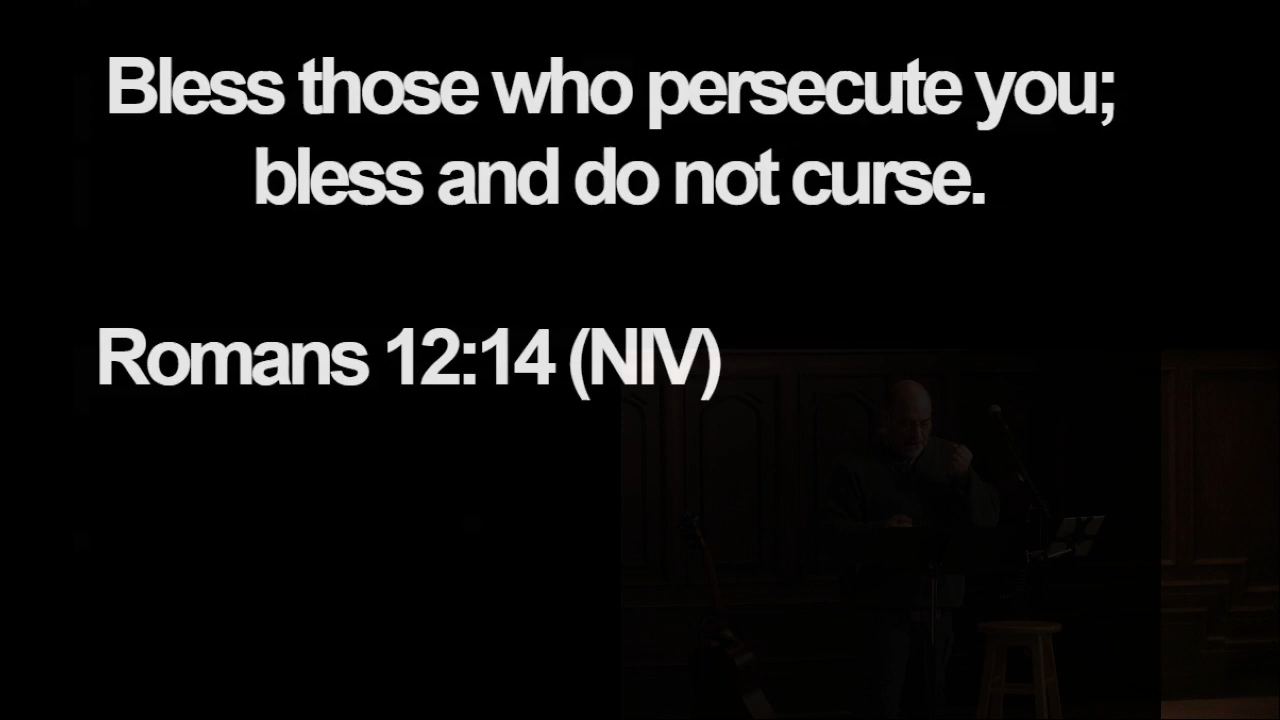 Bless those who persecute you;
bless and do not curse.
Romans 12:14 (NIV)